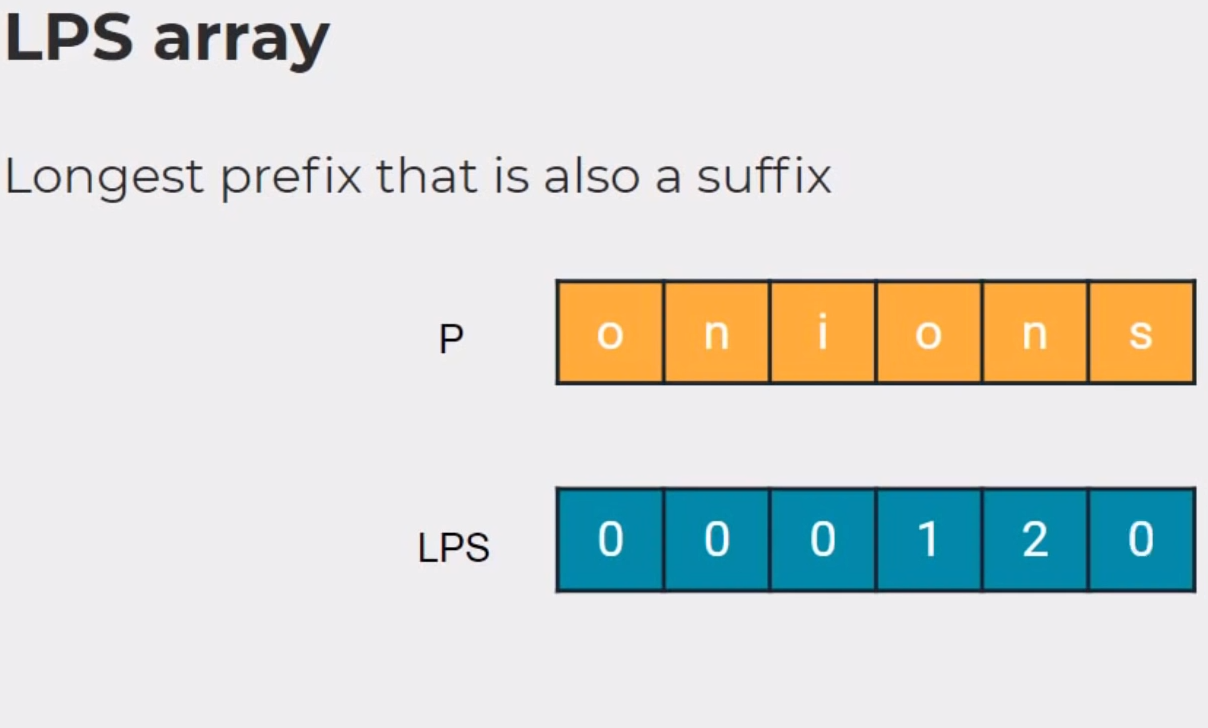 LPS array
Longest prefix that is also a suffix
P o n i o n s
LPS 0 0 0 1 2 0